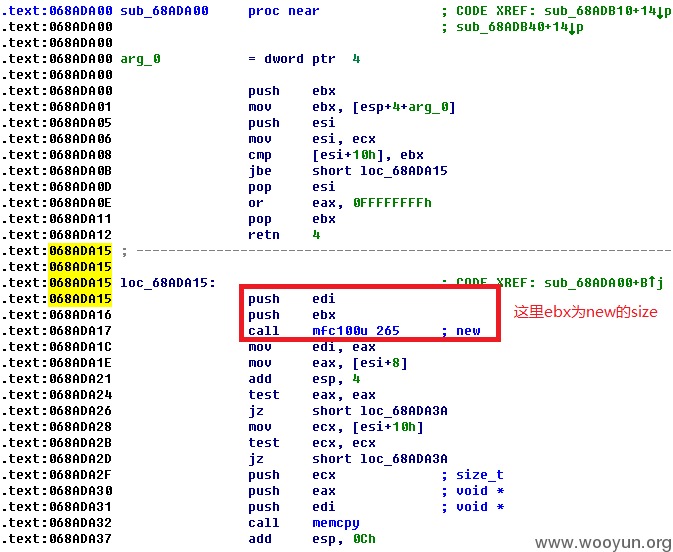 .text:068ADA00 sub_68ADA00 proc near ; CODE XREF: sub_68ADB10+14↓p
.text:068ADA00 ; sub_68ADB40+14↓p
.text:068ADA00
.text:068ADA00 arg_0 = dword ptr 4
.text:068ADA00
.text:068ADA00 push ebx
.text:068ADA01 mov ebx, [esp+4+arg_0]
.text:068ADA05 push esi
.text:068ADA06 mov esi, ecx
.text:068ADA08 cmp [esi+10h], ebx
.text:068ADA0B jbe short loc_68ADA15
.text:068ADA0D pop esi
.text:068ADA0E or eax, 0FFFFFFFFh
.text:068ADA11 pop ebx
.text:068ADA12 retn 4
.text:068ADA15 ; ---------------------------------------------------------------------------
.text:068ADA15
.text:068ADA15 loc_68ADA15: ; CODE XREF: sub_68ADA00+B↑j
.text:068ADA15 push edi
.text:068ADA16 push ebx
这里ebx为new的size
.text:068ADA17 call mfc100u_265 ; new
.text:068ADA1C mov edi, eax
.text:068ADA1E mov eax, [esi+8]
.text:068ADA21 add esp, 4
.text:068ADA24 test eax, eax
.text:068ADA26 jz short loc_68ADA3A
.text:068ADA28 mov ecx, [esi+10h]
.text:068ADA2B test ecx, ecx
.text:068ADA2D jz short loc_68ADA3A
.text:068ADA2F push ecx ; size_t
.text:068ADA30 push eax ; void *
.text:068ADA31 push edi ; void *
.text:068ADA32 call memcpy
.text:068ADA37 add esp, 0Ch
www.wooyun.org